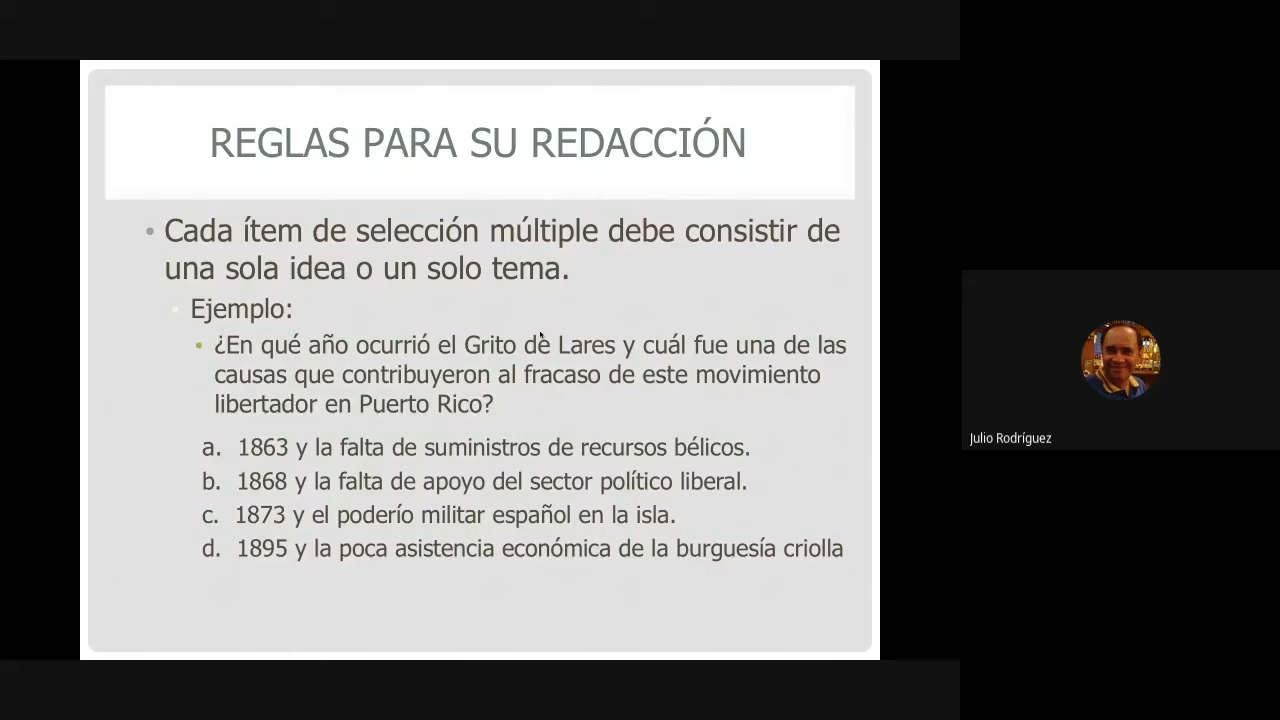 REGLAS PARA SU REDACCIÓN
• Cada ítem de selección múltiple debe consistir de
una sola idea o un solo tema.
• Ejemplo:
• ¿En qué año ocurrió el Grito de Lares y cuál fue una de las
causas que contribuyeron al fracaso de este movimiento
libertador en Puerto Rico?
a. 1863 y la falta de suministros de recursos bélicos.
b. 1868 y la falta de apoyo del sector político liberal.
c. 1873 y el poderío militar español en la isla.
d. 1895 y la poca asistencia económica de la burguesía criolla
Julio Rodríguez